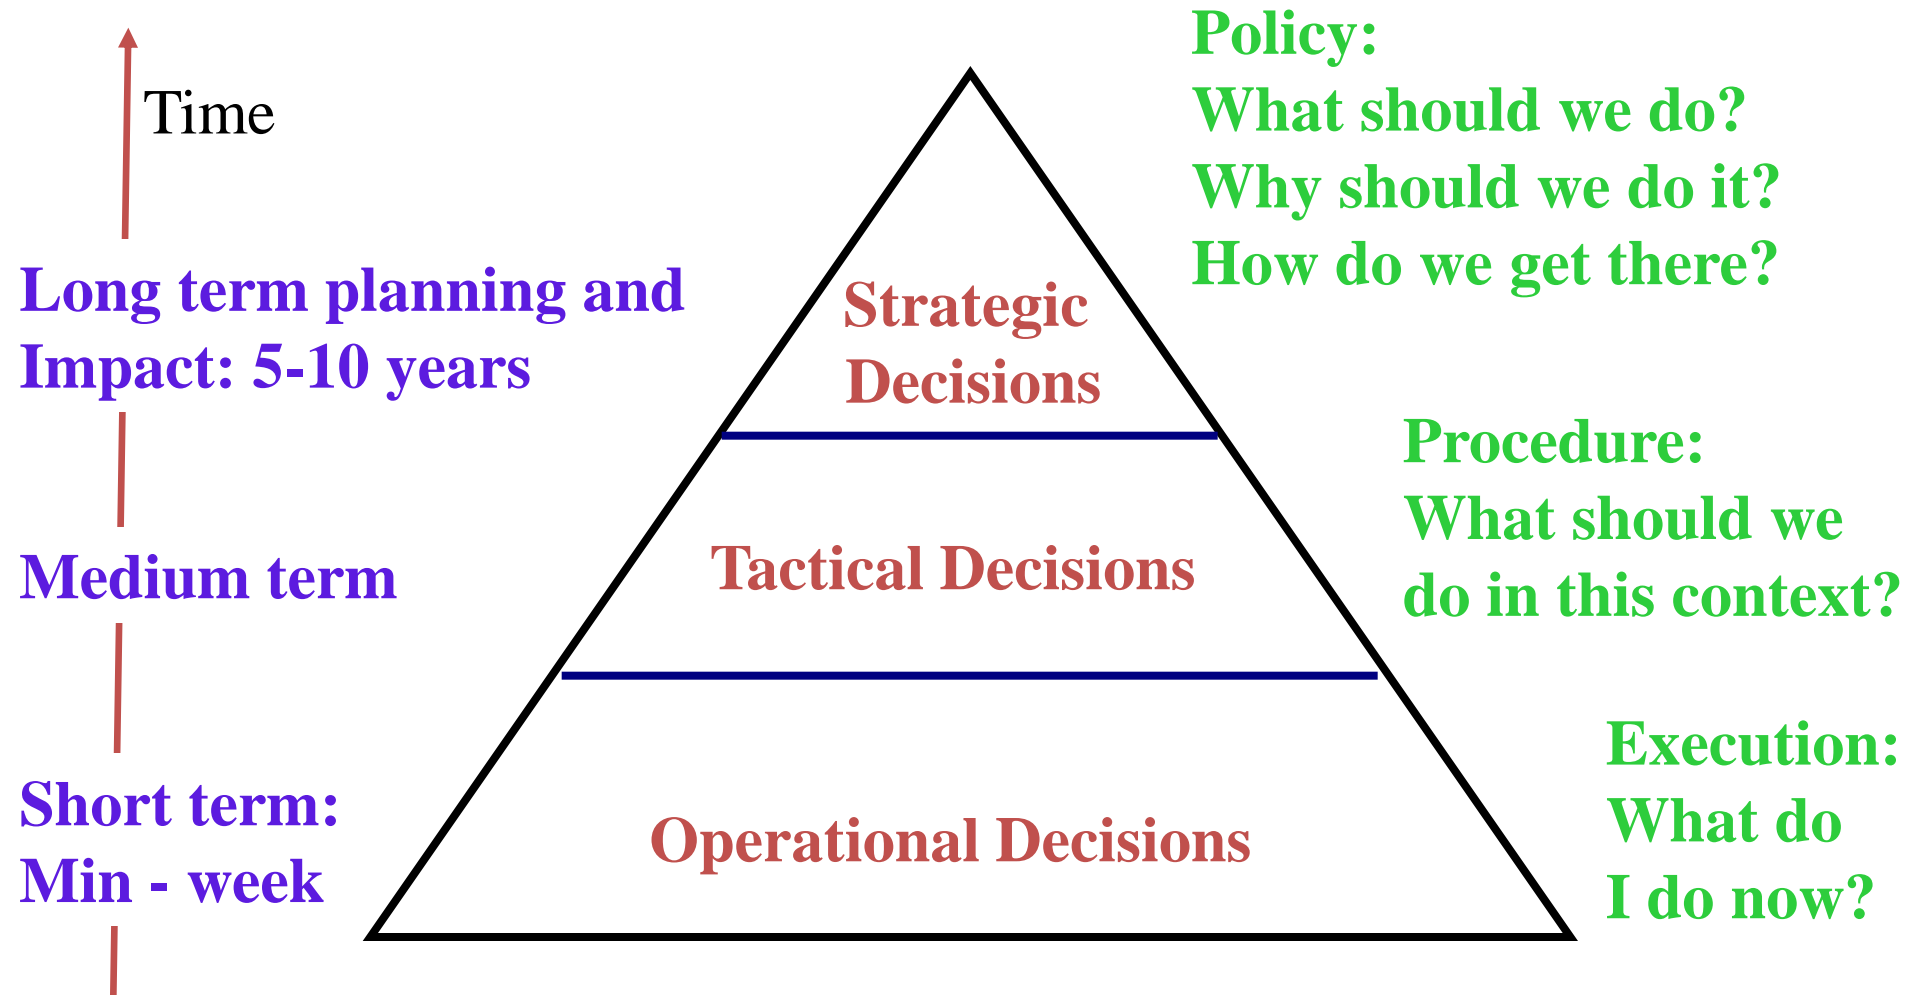 Time
Long term planning and
Impact: 5-10 years
Medium term
Short term:
Min - week
Strategic
Decisions
Tactical Decisions
Operational Decisions
Policy:
What should we do?
Why should we do it?
How do we get there?
Procedure:
What should we
do in this context?
Execution:
What do
I do now?